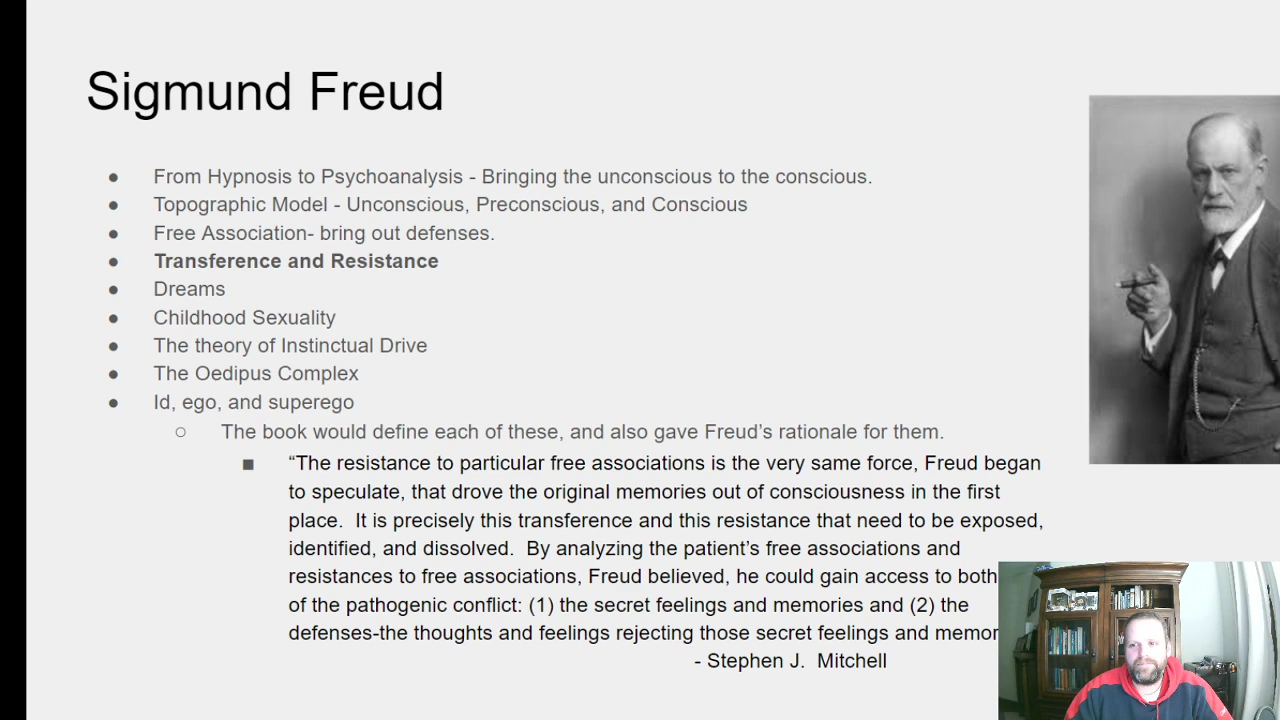 Sigmund Freud
● From Hypnosis to Psychoanalysis - Bringing the unconscious to the conscious.
● Topographic Model - Unconscious, Preconscious, and Conscious
● Free Association- bring out defenses.
● Transference and Resistance
● Dreams
● Childhood Sexuality
● The theory of Instinctual Drive
● The Oedipus Complex
● Id, ego, and superego
○ The book would define each of these, and also gave Freud’s rationale for them.
■ “The resistance to particular free associations is the very same force, Freud began
to speculate, that drove the original memories out of consciousness in the first
place.  It is precisely this transference and this resistance that need to be exposed,
identified, and dissolved.  By analyzing the patient’s free associations and
resistances to free associations, Freud believed, he could gain access to both
of the pathogenic conflict: (1) the secret feelings and memories and (2) the
defenses-the thoughts and feelings rejecting those secret feelings and
- Stephen J.  Mitchell